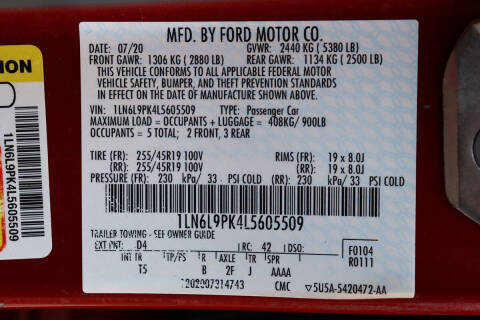 MFD. BY FORD MOTOR CO.
DATE: 07/20 GVWR: 2440 KG (5380 LB)
FRONT GAWR: 1306 KG (2880 LB) REAR GAWR: 1134 KG (2500 LB)
THIS VEHICLE CONFORMS TO ALL APPLICABLE FEDERAL MOTOR
VEHICLE SAFETY, BUMPER, AND THEFT PREVENTION STANDARDS
IN EFFECT ON THE DATE OF MANUFACTURE SHOWN ABOVE.
VIN: 1LN6L9PK4L5605509 TYPE: Passenger Car
MAXIMUM LOAD = OCCUPANTS + LUGGAGE = 408KG/900LB
OCCUPANTS = 5 TOTAL; 2 FRONT, 3 REAR
TIRE (FR): 255/45R19 100V RIMS (FR): 19 x 8.0J
(RR): 255/45R19 100V (RR): 19 x 8.0J
PRESSURE (FR): 230 kPa/ 33 PSI COLD (RR): 230 kPa/ 33 PSI COLD
1LN6L9PK4L5605509
TRAILER TOWING - SEE OWNER GUIDE
EXT PNT: D4 RC: 42 DSO: F0104
R0111
INT TR TP/PS R AXLE TR SPR
T5 B 2F J AAAA
CMC 5U5A-5420472-AA
1LN6L9PK4L5605509